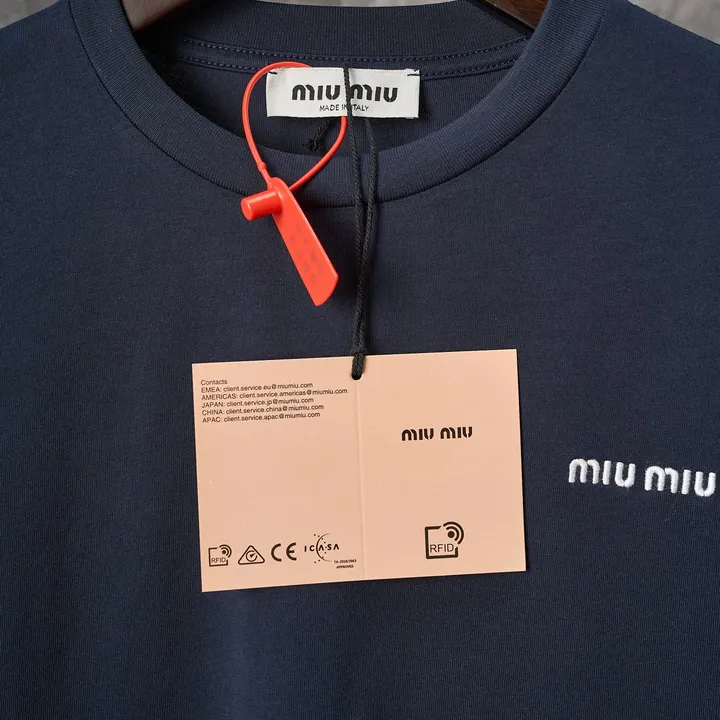 MIU MIU
MADE IN ITALY
Contacts
EMEA: client.service.eu@miumiu.com
AMERICAS: client.service.americas@miumiu.com
JAPAN: client.service.jp@miumiu.com
CHINA: client.service.china@miumiu.com
APAC: client.service.apac@miumiu.com
MIU MIU
MIU MIU
RFID
CE
ICASA
APPROVED
RFID